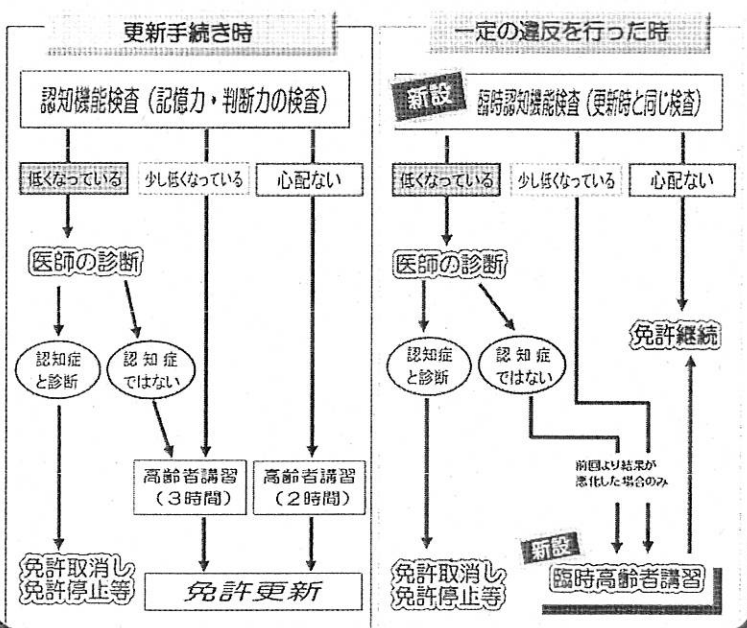 更新手続き時
認知機能検査(記憶力・判断力の検査)
低くなっている
少し低くなっている
心配ない
医師の診断
認知症
と診断
認知症
ではない
高齢者講習
(3時間)
高齢者講習
(2時間)
免許取消し
免許停止等
免許更新
一定の違反を行った時
新設
臨時認知機能検査(更新時と同じ検査)
低くなっている
少し低くなっている
心配ない
医師の診断
免許継続
認知症
と診断
認知症
ではない
前回より結果が
悪化した場合のみ
新設
免許取消し
免許停止等
臨時高齢者講習